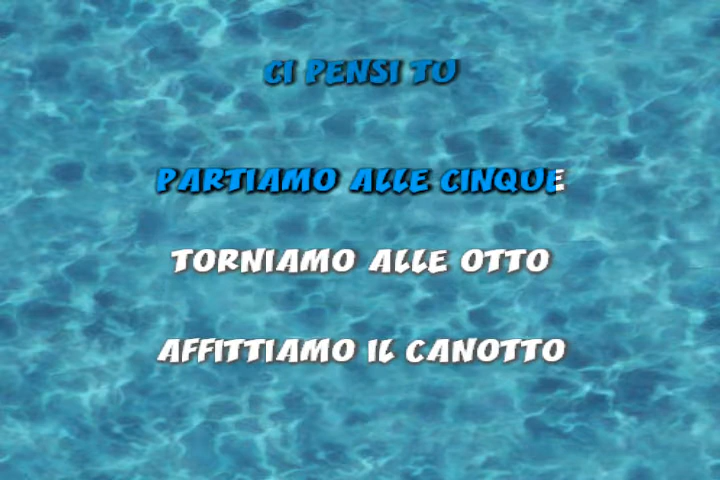 CI PENSI TU
PARTIAMO ALLE CINQUE
TORNIAMO ALLE OTTO
AFFITTIAMO IL CANOTTO